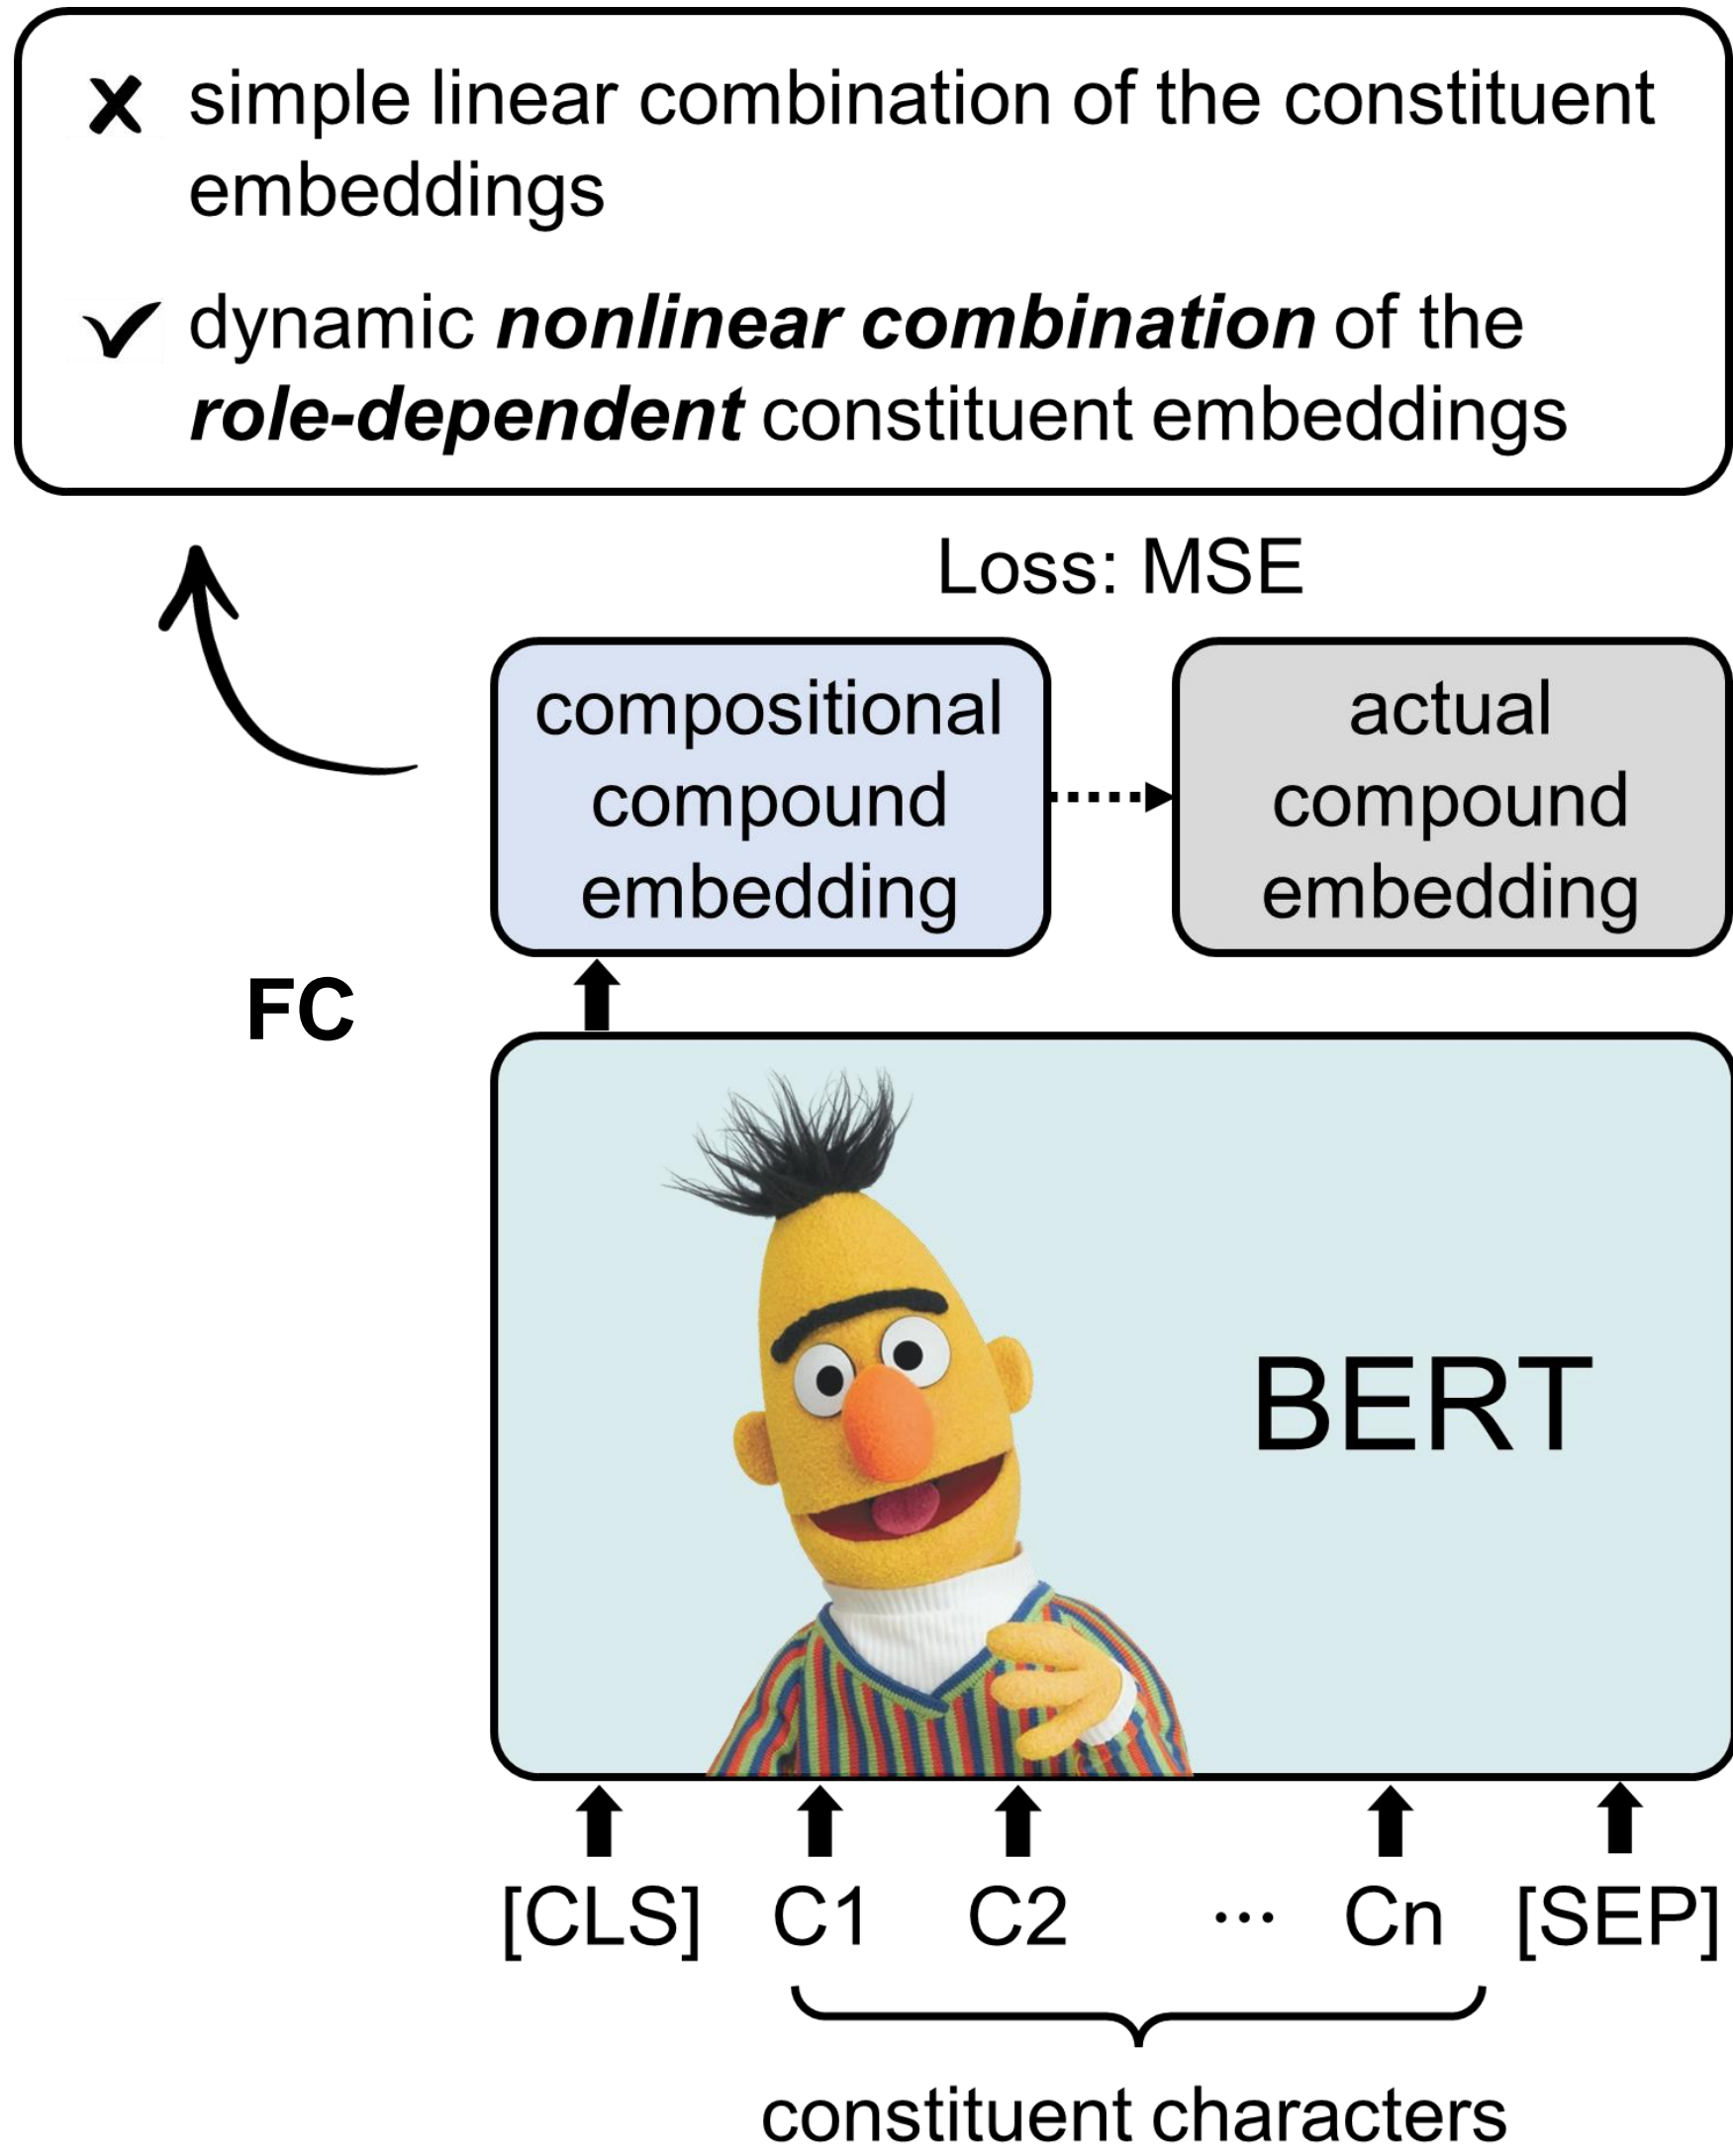 ✗ simple linear combination of the constituent
embeddings
✓ dynamic nonlinear combination of the
role-dependent constituent embeddings
Loss: MSE
compositional
compound
embedding
actual
compound
embedding
FC
BERT
[CLS] C1 C2 ... Cn [SEP]
constituent characters